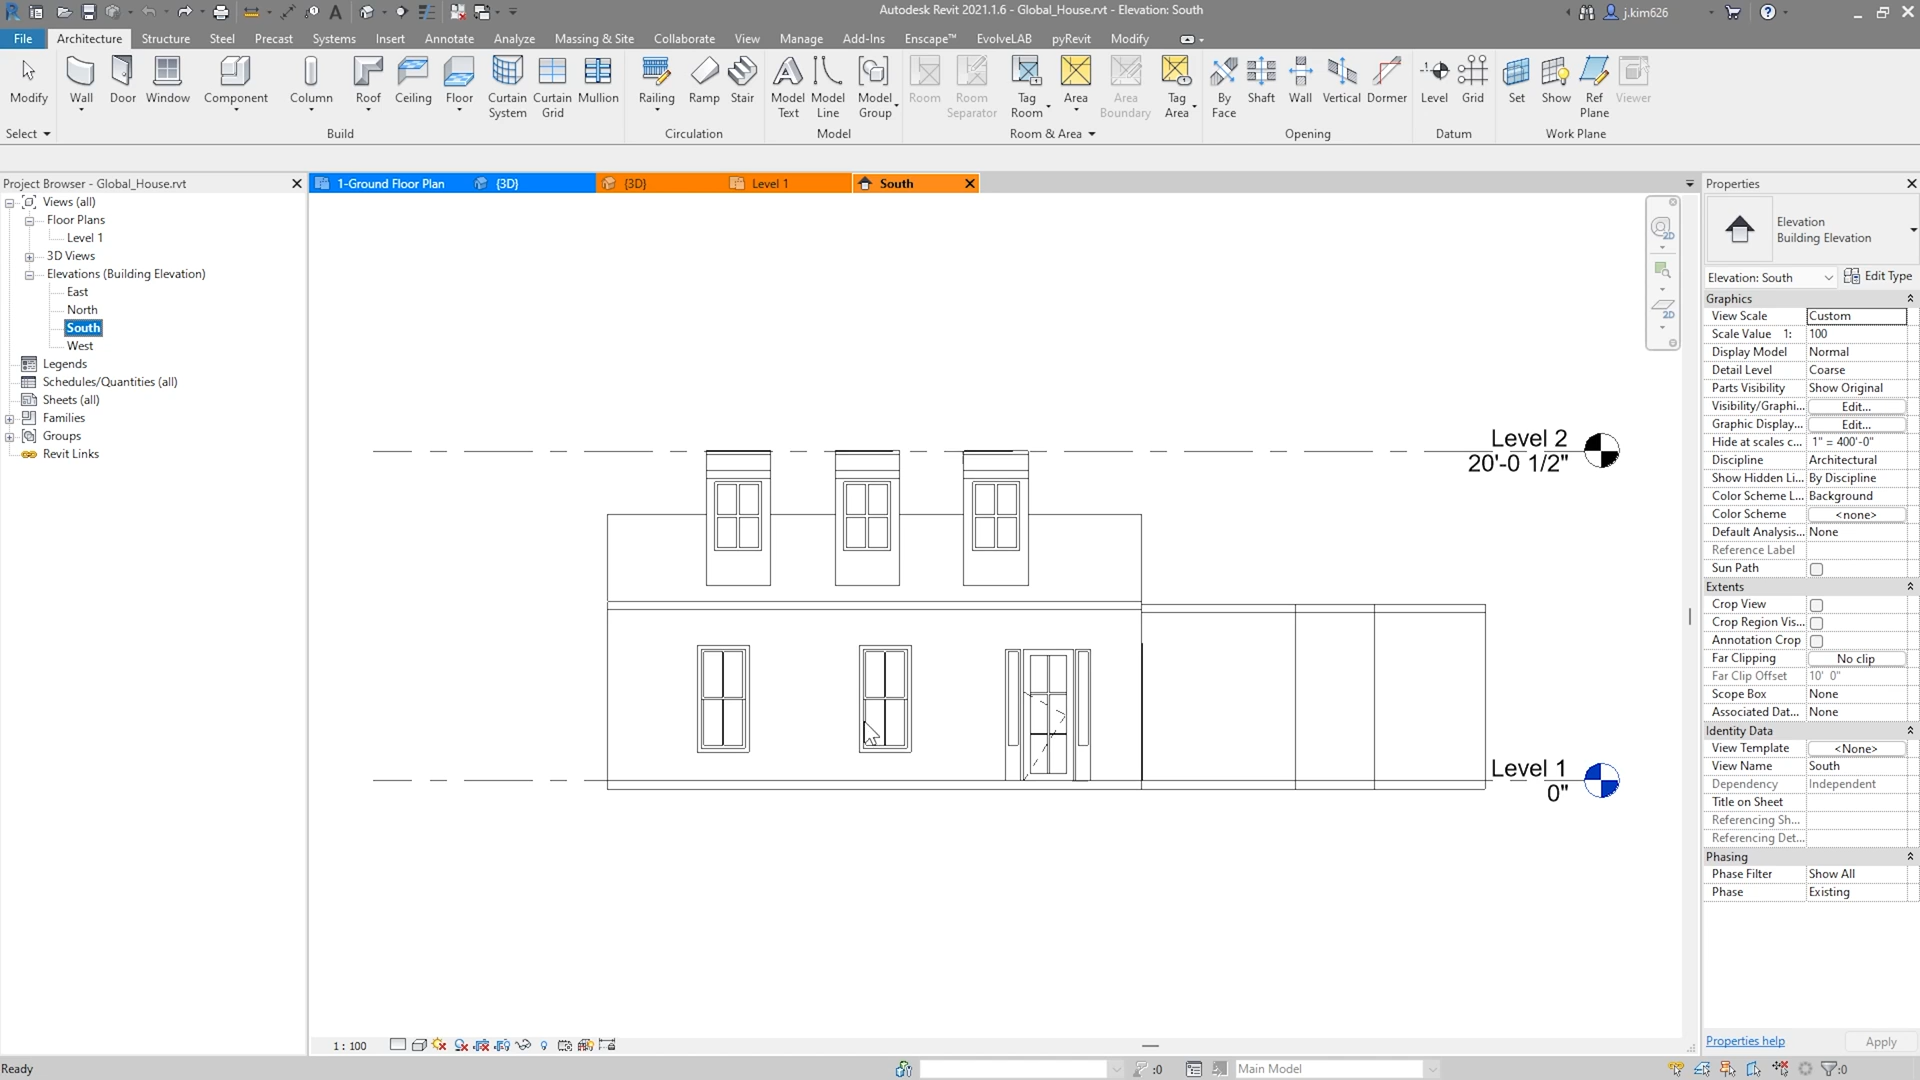 Autodesk Revit 2021.1.6 - Global_House.rvt - Elevation: South
j.kim626
File Architecture Structure Steel Precast Systems Insert Annotate Analyze Massing & Site Collaborate View Manage Add-Ins Enscape™ EvolveLAB pyRevit Modify
Modify Wall Door Window Component Column Roof Ceiling Floor Curtain System Curtain Grid Mullion Railing Ramp Stair Model Text Model Line Model Group Room Room Separator Tag Room Area Area Boundary Tag Area By Face Shaft Wall Vertical Dormer Level Grid Set Show Ref Plane Viewer
Select Build Circulation Model Room & Area Opening Datum Work Plane
Project Browser - Global_House.rvt
Views (all)
Floor Plans
Level 1
3D Views
Elevations (Building Elevation)
East
North
South
West
Legends
Schedules/Quantities (all)
Sheets (all)
Families
Groups
Revit Links
1-Ground Floor Plan {3D} {3D} Level 1 South
2D
2D
Level 2
20'-0 1/2"
Level 1
0"
1 : 100
Properties
Elevation
Building Elevation
Elevation: South Edit Type
Graphics
View Scale Custom
Scale Value 1: 100
Display Model Normal
Detail Level Coarse
Parts Visibility Show Original
Visibility/Graphi... Edit...
Graphic Display... Edit...
Hide at scales c... 1" = 400'-0"
Discipline Architectural
Show Hidden Li... By Discipline
Color Scheme L... Background
Color Scheme <none>
Default Analysis... None
Reference Label
Sun Path
Extents
Crop View
Crop Region Vis...
Annotation Crop
Far Clipping No clip
Far Clip Offset 10' 0"
Scope Box None
Associated Dat... None
Identity Data
View Template <None>
View Name South
Dependency Independent
Title on Sheet
Referencing Sh...
Referencing Det...
Phasing
Phase Filter Show All
Phase Existing
Properties help Apply
Ready :0 Main Model :0